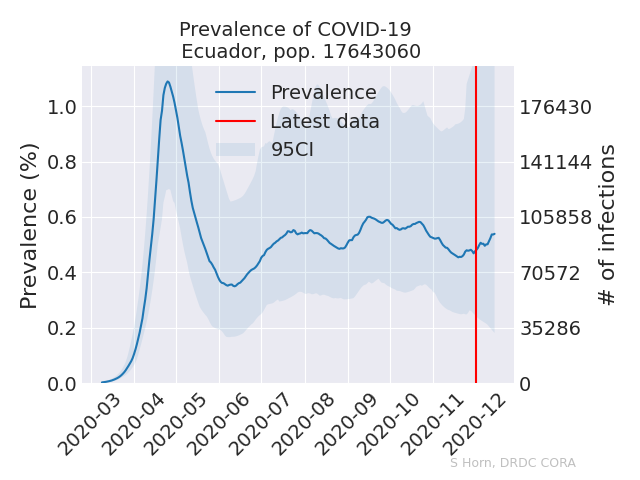 Prevalence of COVID-19
Ecuador, pop. 17643060
Prevalence
Latest data
95CI
Prevalence (%)
1.0
0.8
0.6
0.4
0.2
0.0
176430
141144
105858
70572
35286
0
# of infections
2020-03
2020-04
2020-05
2020-06
2020-07
2020-08
2020-09
2020-10
2020-11
2020-12
S Horn, DRDC CORA